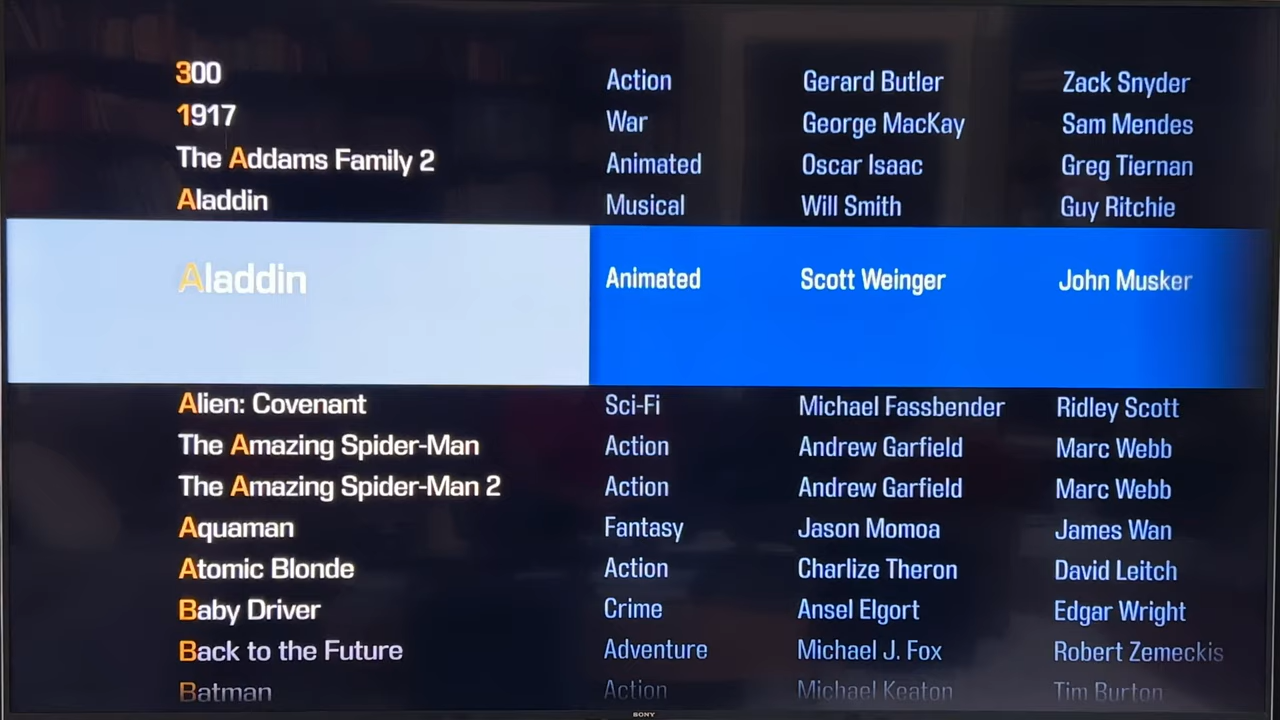 300 Action Gerard Butler Zack Snyder
1917 War George MacKay Sam Mendes
The Addams Family 2 Animated Oscar Isaac Greg Tiernan
Aladdin Musical Will Smith Guy Ritchie
Aladdin Animated Scott Weinger John Musker
Alien: Covenant Sci-Fi Michael Fassbender Ridley Scott
The Amazing Spider-Man Action Andrew Garfield Marc Webb
The Amazing Spider-Man 2 Action Andrew Garfield Marc Webb
Aquaman Fantasy Jason Momoa James Wan
Atomic Blonde Action Charlize Theron David Leitch
Baby Driver Crime Ansel Elgort Edgar Wright
Back to the Future Adventure Michael J. Fox Robert Zemeckis
Batman Action Michael Keaton Tim Burton
SONY